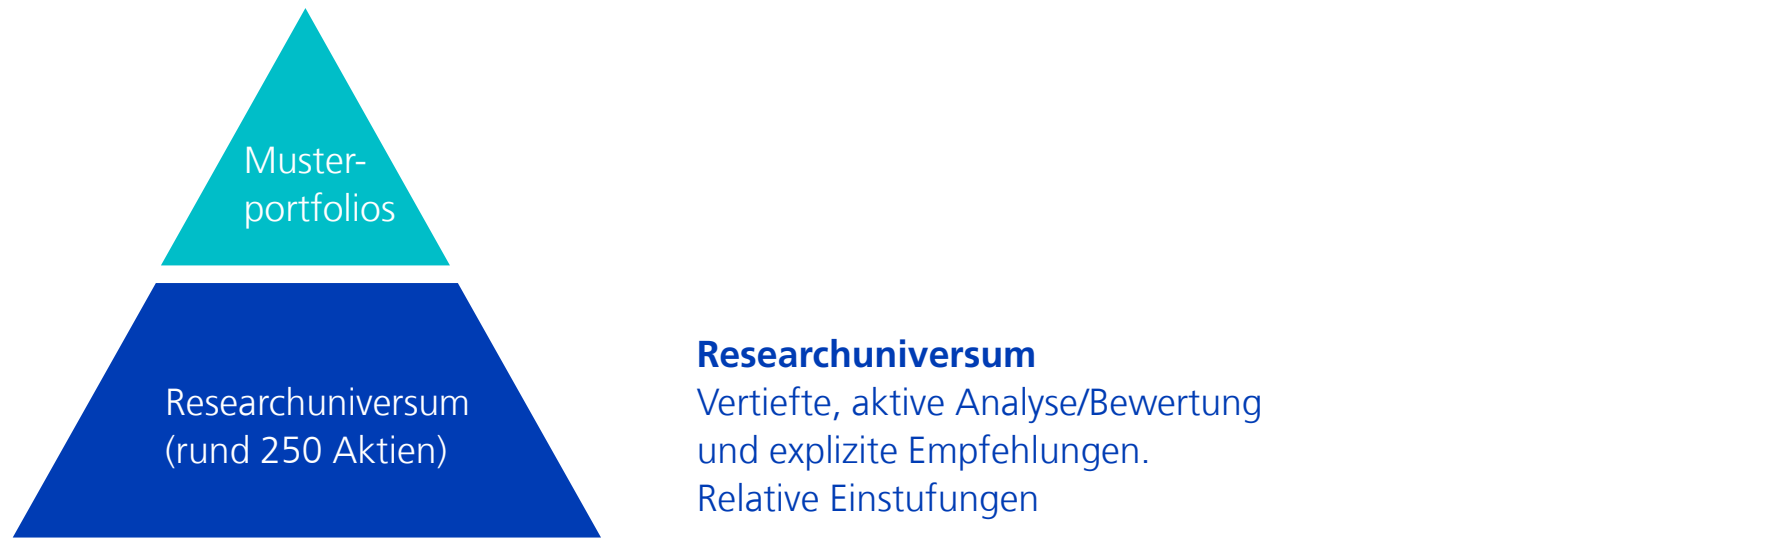 Muster-
portfolios
Researchuniversum
(rund 250 Aktien)
Researchuniversum
Vertiefte, aktive Analyse/Bewertung
und explizite Empfehlungen.
Relative Einstufungen